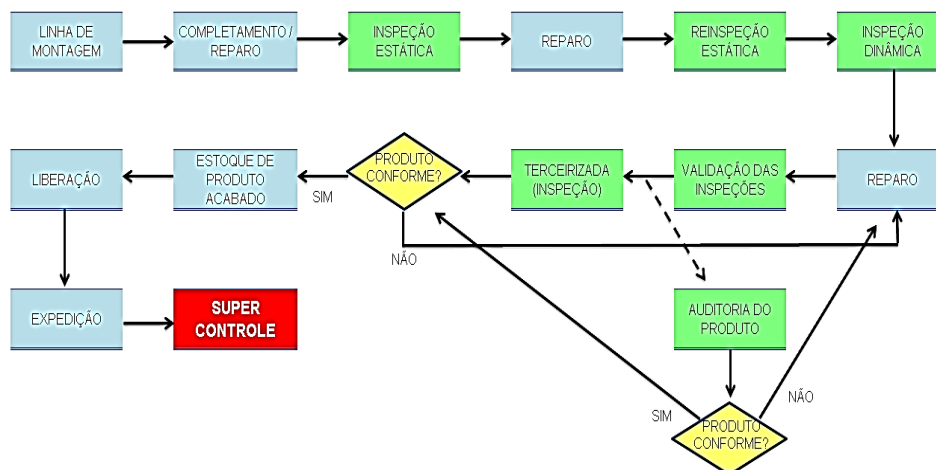 LINHA DE
MONTAGEM
COMPLETAMENTO /
REPARO
INSPEÇÃO
ESTÁTICA
REPARO
REINSPEÇÃO
ESTÁTICA
INSPEÇÃO
DINÂMICA
LIBERAÇÃO
ESTOQUE DE
PRODUTO
ACABADO
SIM
PRODUTO
CONFORME?
NÃO
TERCEIRIZADA
(INSPEÇÃO)
VALIDAÇÃO DAS
INSPEÇÕES
REPARO
EXPEDIÇÃO
SUPER
CONTROLE
AUDITORIA DO
PRODUTO
SIM
NÃO
PRODUTO
CONFORME?